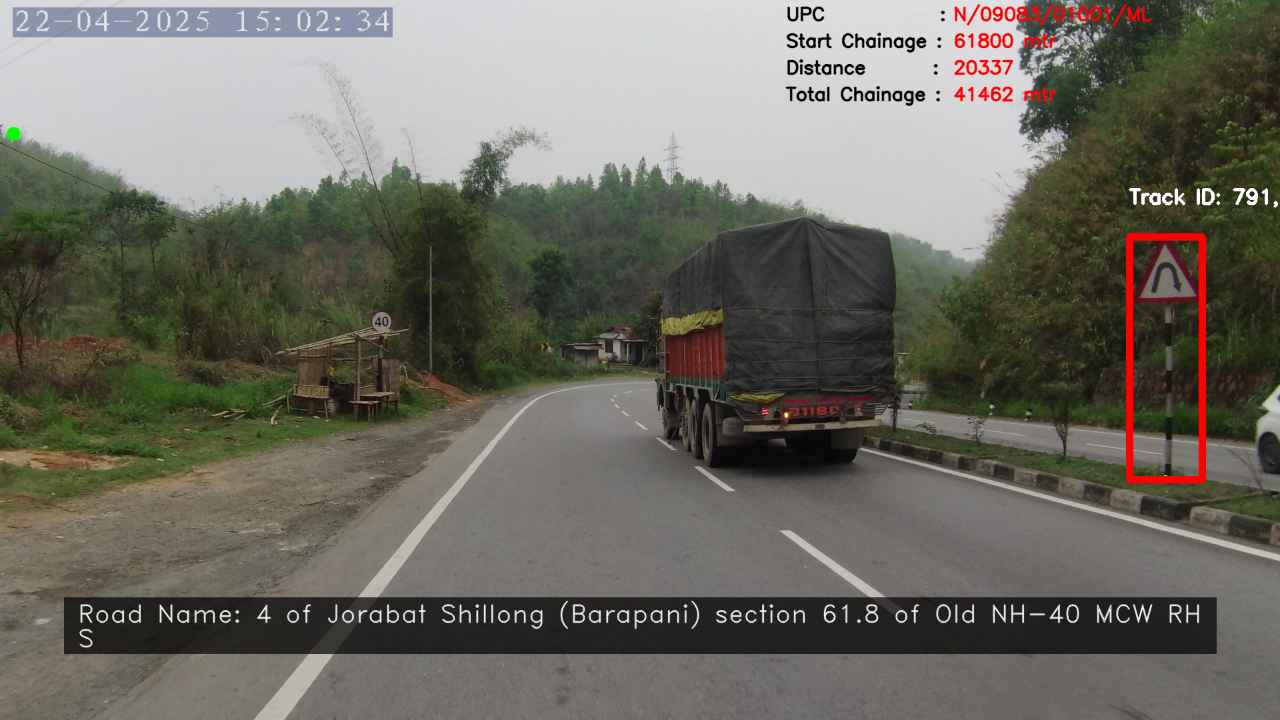 22-04-2025 15:02:34
UPC : N/09083/01001/ML
Start Chainage : 61800 mtr
Distance : 20337
Total Chainage : 41462 mtr
Track ID: 791,
40
Road Name: 4 of Jorabat Shillong (Barapani) section 61.8 of Old NH-40 MCW RH
S